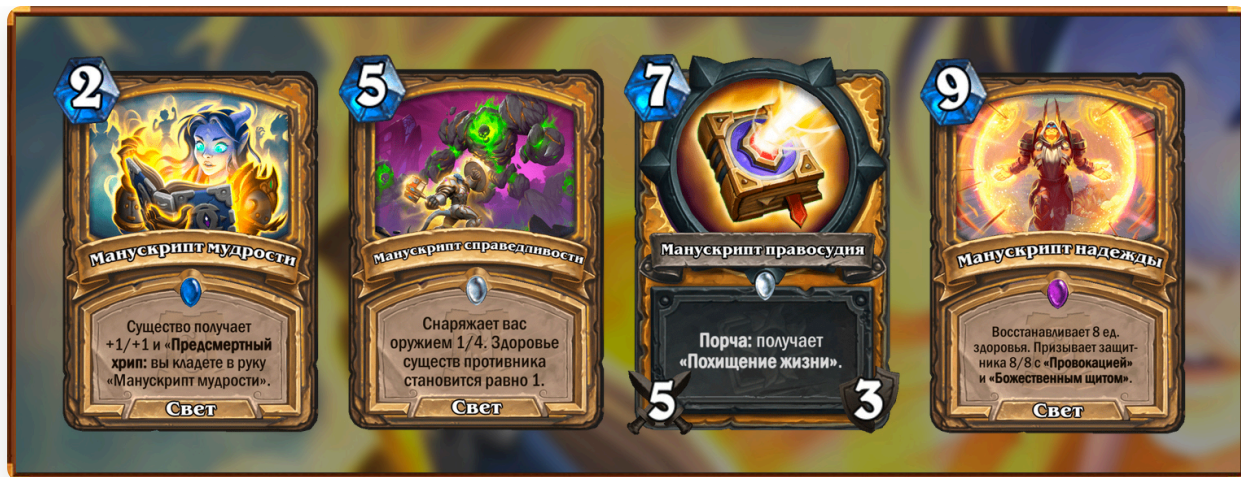 2
Манускрипт мудрости
Существо получает
+1/+1 и «Предсмертный
хрип: вы кладете в руку
«Манускрипт мудрости».
Свет
5
Манускрипт справедливости
Снаряжает вас
оружием 1/4. Здоровье
существ противника
становится равно 1.
Свет
7
Манускрипт правосудия
Порча: получает
«Похищение жизни».
5
3
9
Манускрипт надежды
Восстанавливает 8 ед.
здоровья. Призывает защит-
ника 8/8 с «Провокацией»
и «Божественным щитом».
Свет